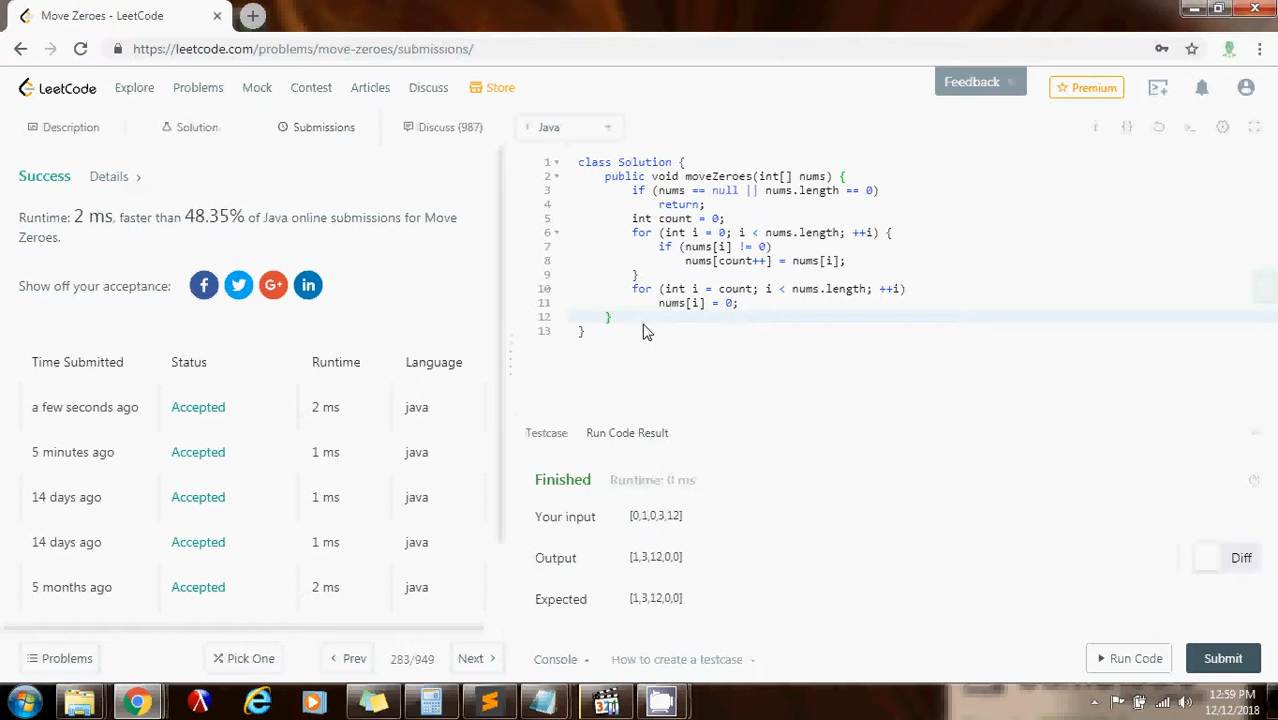 Move Zeroes - LeetCode
https://leetcode.com/problems/move-zeroes/submissions/
LeetCode Explore Problems Mock Contest Articles Discuss Store Feedback Premium
Description Solution Submissions Discuss (987) Java
Success Details
Runtime: 2 ms, faster than 48.35% of Java online submissions for Move
Zeroes.
Show off your acceptance:
Time Submitted Status Runtime Language
a few seconds ago Accepted 2 ms java
5 minutes ago Accepted 1 ms java
14 days ago Accepted 1 ms java
14 days ago Accepted 1 ms java
5 months ago Accepted 2 ms java
1 class Solution {
2 public void moveZeroes(int[] nums) {
3 if (nums == null || nums.length == 0)
4 return;
5 int count = 0;
6 for (int i = 0; i < nums.length; ++i) {
7 if (nums[i] != 0)
8 nums[count++] = nums[i];
9 }
10 for (int i = count; i < nums.length; ++i)
11 nums[i] = 0;
12 }
13 }
Testcase Run Code Result
Finished Runtime: 0 ms
Your input [0,1,0,3,12]
Output [1,3,12,0,0]
Diff
Expected [1,3,12,0,0]
Problems Pick One Prev 283/949 Next Console How to create a testcase Run Code Submit
12:59 PM
12/12/2018